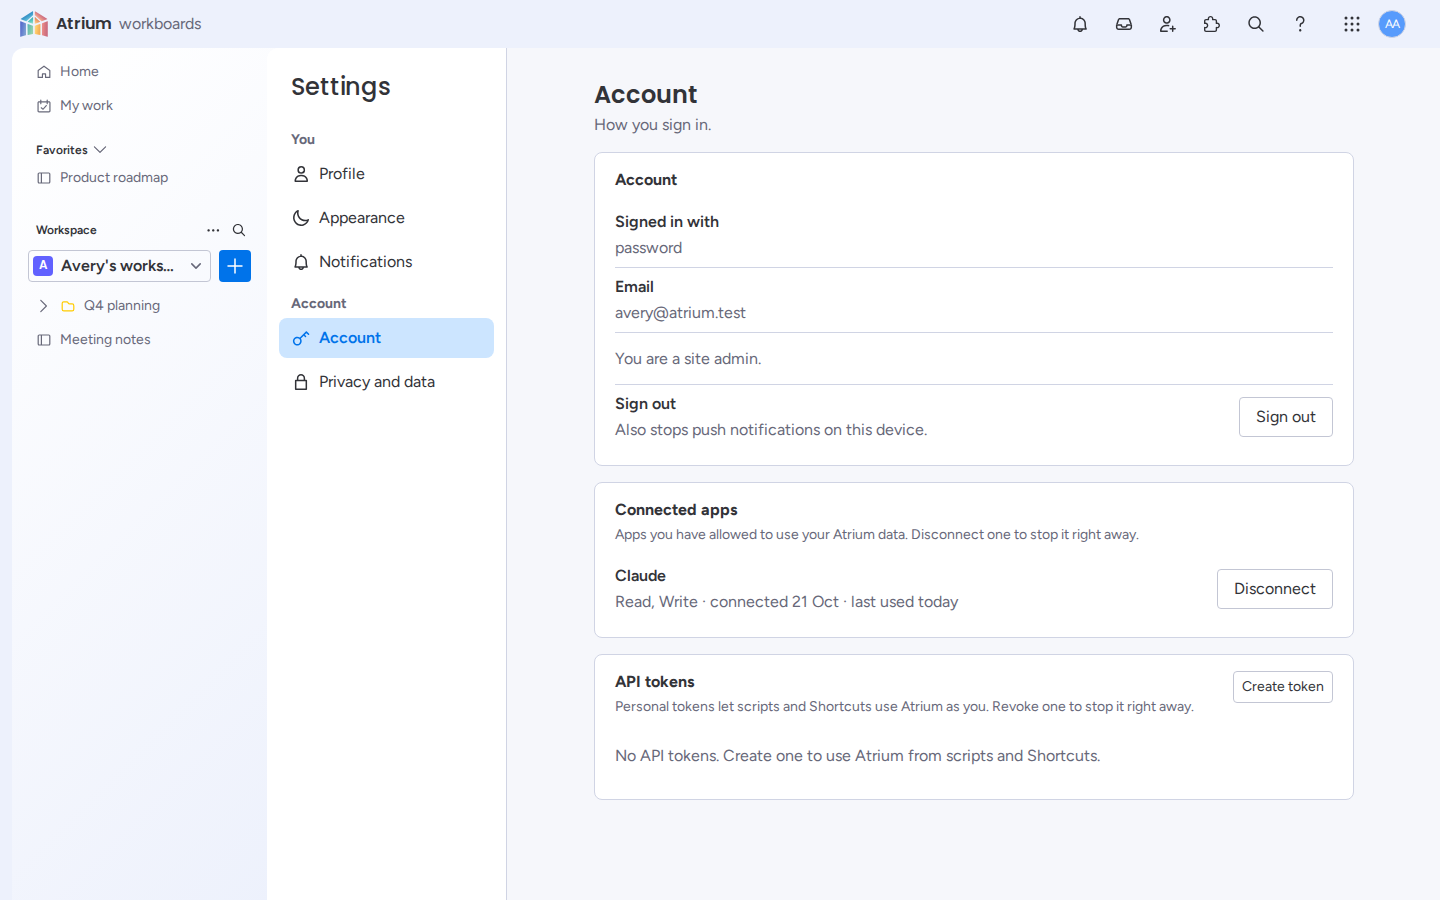 Atrium workboards
AA
Home
My work
Favorites
Product roadmap
Workspace
A Avery's works...
Q4 planning
Meeting notes
Settings
You
Profile
Appearance
Notifications
Account
Account
Privacy and data
Account
How you sign in.
Account
Signed in with
password
Email
avery@atrium.test
You are a site admin.
Sign out
Also stops push notifications on this device.
Sign out
Connected apps
Apps you have allowed to use your Atrium data. Disconnect one to stop it right away.
Claude
Read, Write · connected 21 Oct · last used today
Disconnect
API tokens
Personal tokens let scripts and Shortcuts use Atrium as you. Revoke one to stop it right away.
Create token
No API tokens. Create one to use Atrium from scripts and Shortcuts.